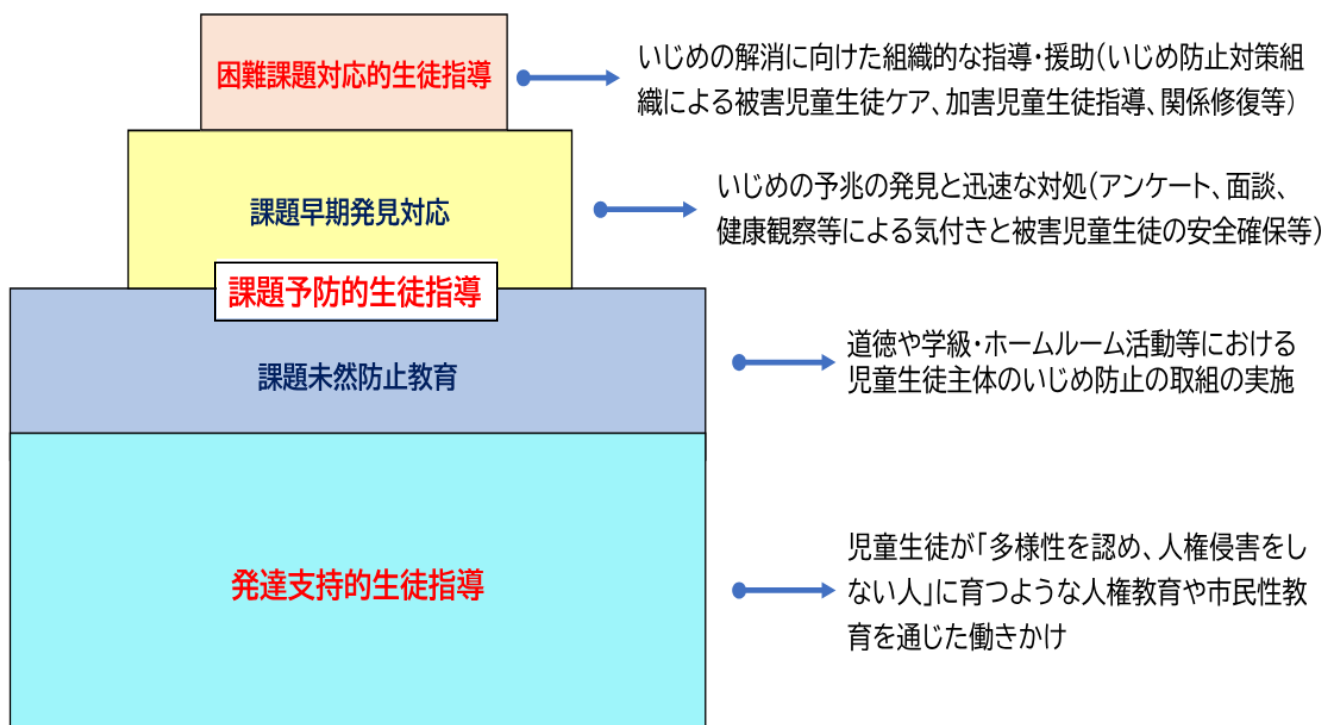 困難課題対応的生徒指導
いじめの解消に向けた組織的な指導・援助(いじめ防止対策組
織による被害児童生徒ケア、加害児童生徒指導、関係修復等)
課題早期発見対応
いじめの予兆の発見と迅速な対処(アンケート、面談、
健康観察等による気付きと被害児童生徒の安全確保等)
課題予防的生徒指導
課題未然防止教育
道徳や学級・ホームルーム活動等における
児童生徒主体のいじめ防止の取組の実施
発達支持的生徒指導
児童生徒が「多様性を認め、人権侵害をし
ない人」に育つような人権教育や市民性教
育を通じた働きかけ